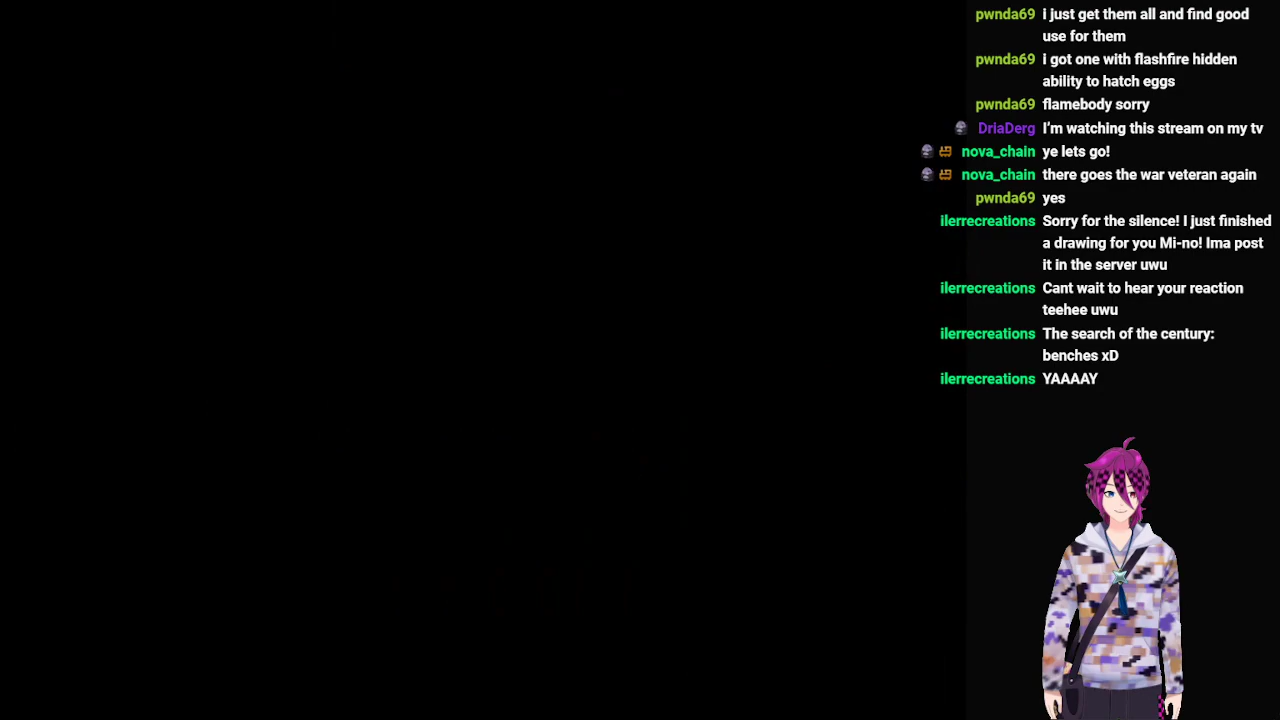 pwnda69 i just get them all and find good
use for them
pwnda69 i got one with flashfire hidden
ability to hatch eggs
pwnda69 flamebody sorry
DriaDerg I'm watching this stream on my tv
nova_chain ye lets go!
nova_chain there goes the war veteran again
pwnda69 yes
ilerrecreations Sorry for the silence! I just finished
a drawing for you Mi-no! Ima post
it in the server uwu
ilerrecreations Cant wait to hear your reaction
teehee uwu
ilerrecreations The search of the century:
benches xD
ilerrecreations YAAAAY